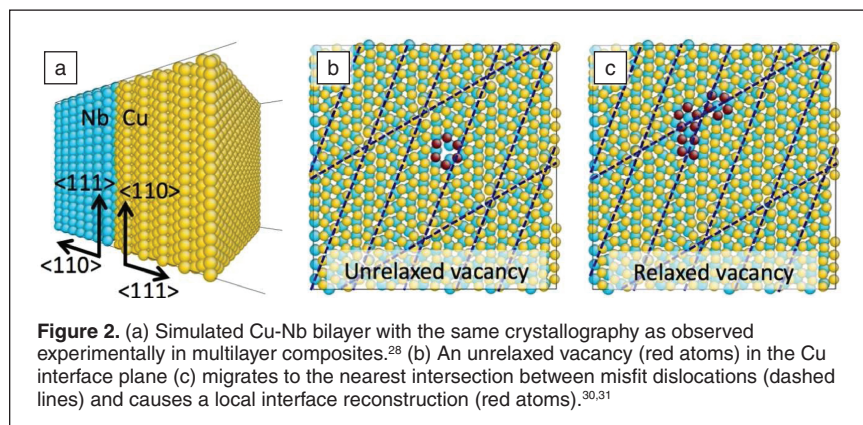 a
b
c
Nb Cu
<111>
<110>
<110>
<111>
Unrelaxed vacancy
Relaxed vacancy
Figure 2. (a) Simulated Cu-Nb bilayer with the same crystallography as observed
experimentally in multilayer composites.28 (b) An unrelaxed vacancy (red atoms) in the Cu
interface plane (c) migrates to the nearest intersection between misfit dislocations (dashed
lines) and causes a local interface reconstruction (red atoms).30,31